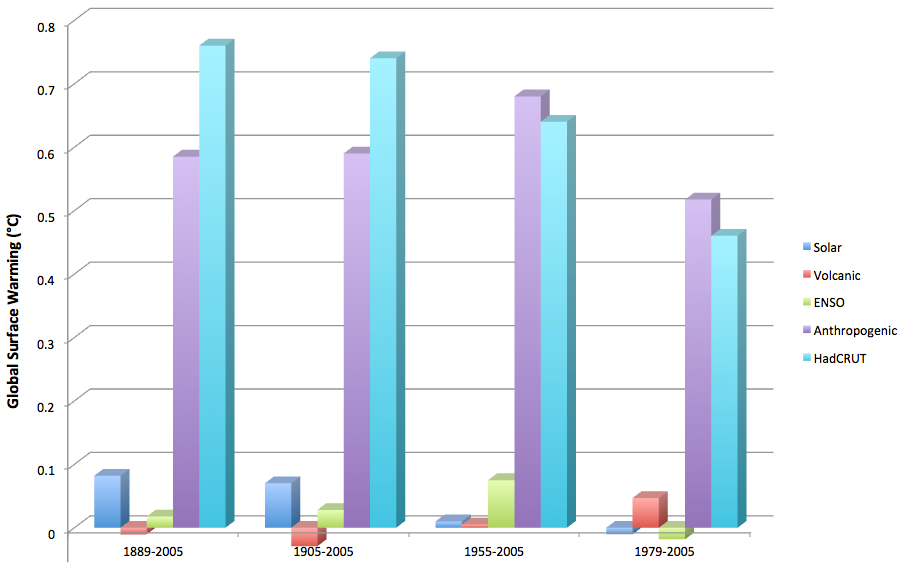 0.8
0.7
0.6
0.5
0.4
0.3
0.2
0.1
0
Global Surface Warming (°C)
1889-2005
1905-2005
1955-2005
1979-2005
Solar
Volcanic
ENSO
Anthropogenic
HadCRUT